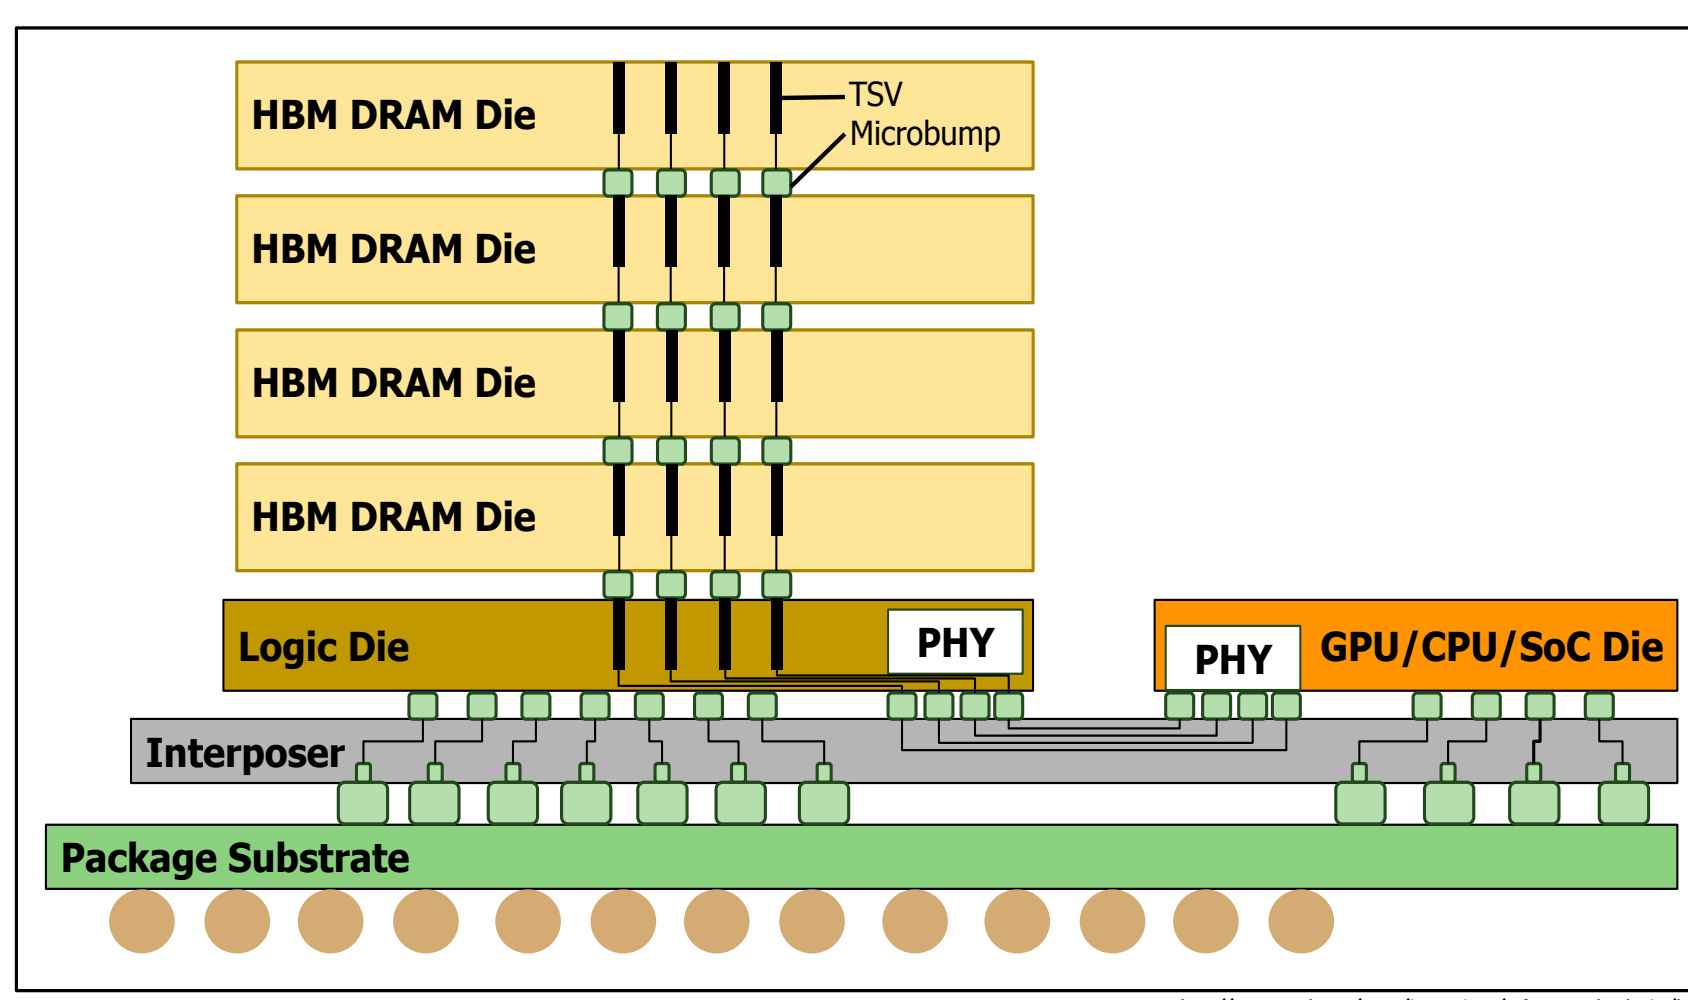 HBM DRAM Die
TSV
Microbump
HBM DRAM Die
HBM DRAM Die
HBM DRAM Die
Logic Die
PHY
PHY
GPU/CPU/SoC Die
Interposer
Package Substrate